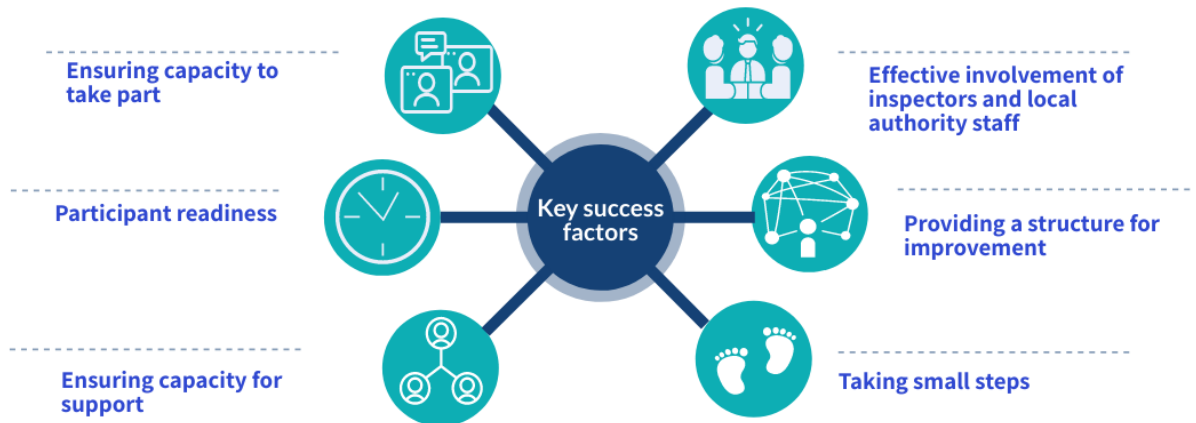 Ensuring capacity to
take part
Participant readiness
Ensuring capacity for
support
Key success
factors
Effective involvement of
inspectors and local
authority staff
Providing a structure for
improvement
Taking small steps